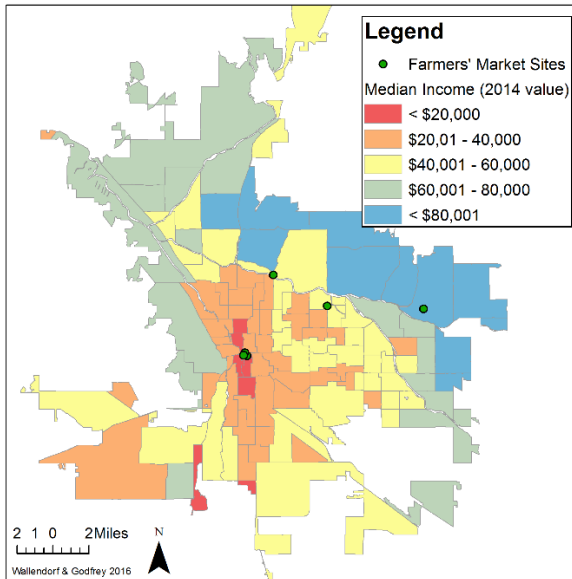 Legend
Farmers' Market Sites
Median Income (2014 value)
< $20,000
$20,01 - 40,000
$40,001 - 60,000
$60,001 - 80,000
< $80,001
2 1 0 2Miles
N
Wallendorf & Godfrey 2016